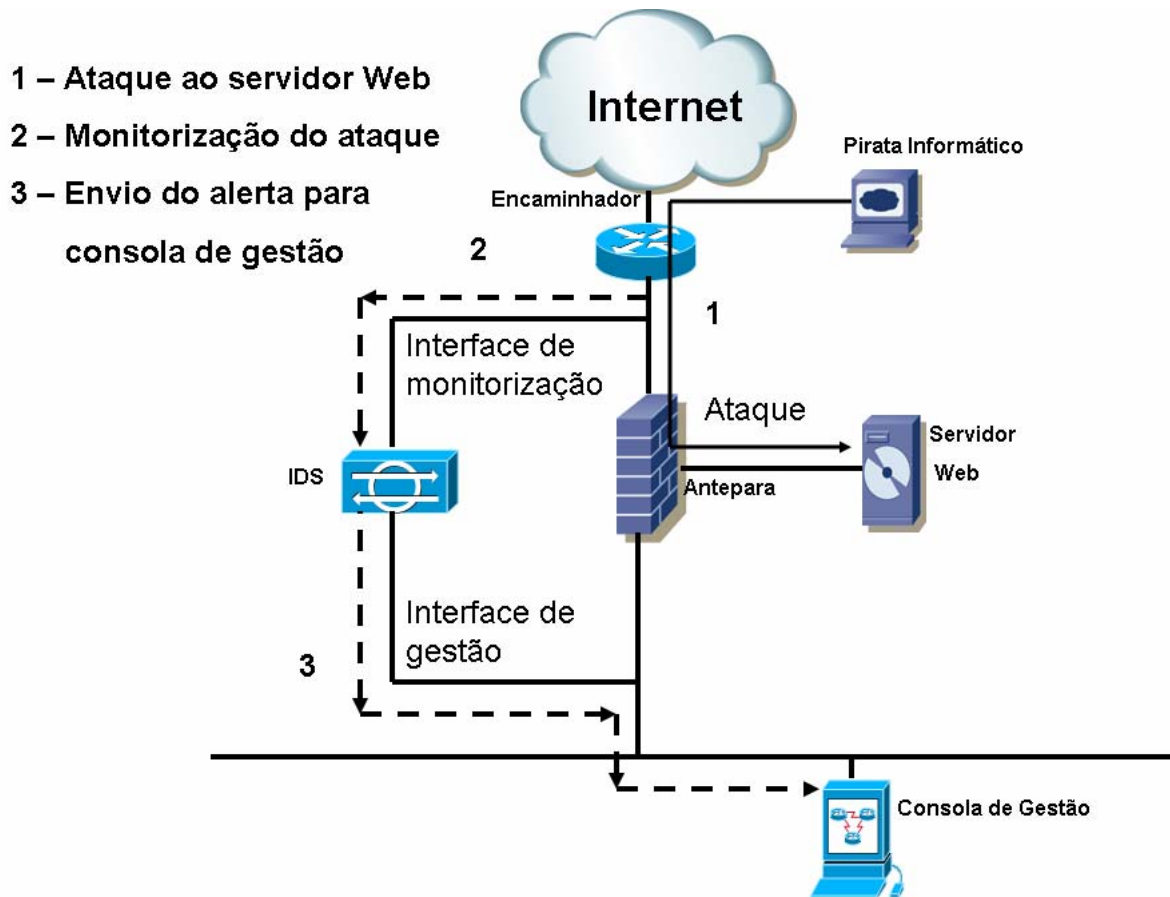 1 – Ataque ao servidor Web
2 – Monitorização do ataque
3 – Envio do alerta para
consola de gestão
Internet
Pirata Informático
Encaminhador
2
1
Interface de
monitorização
Ataque
Servidor
Web
IDS
Antepara
Interface de
gestão
3
Consola de Gestão